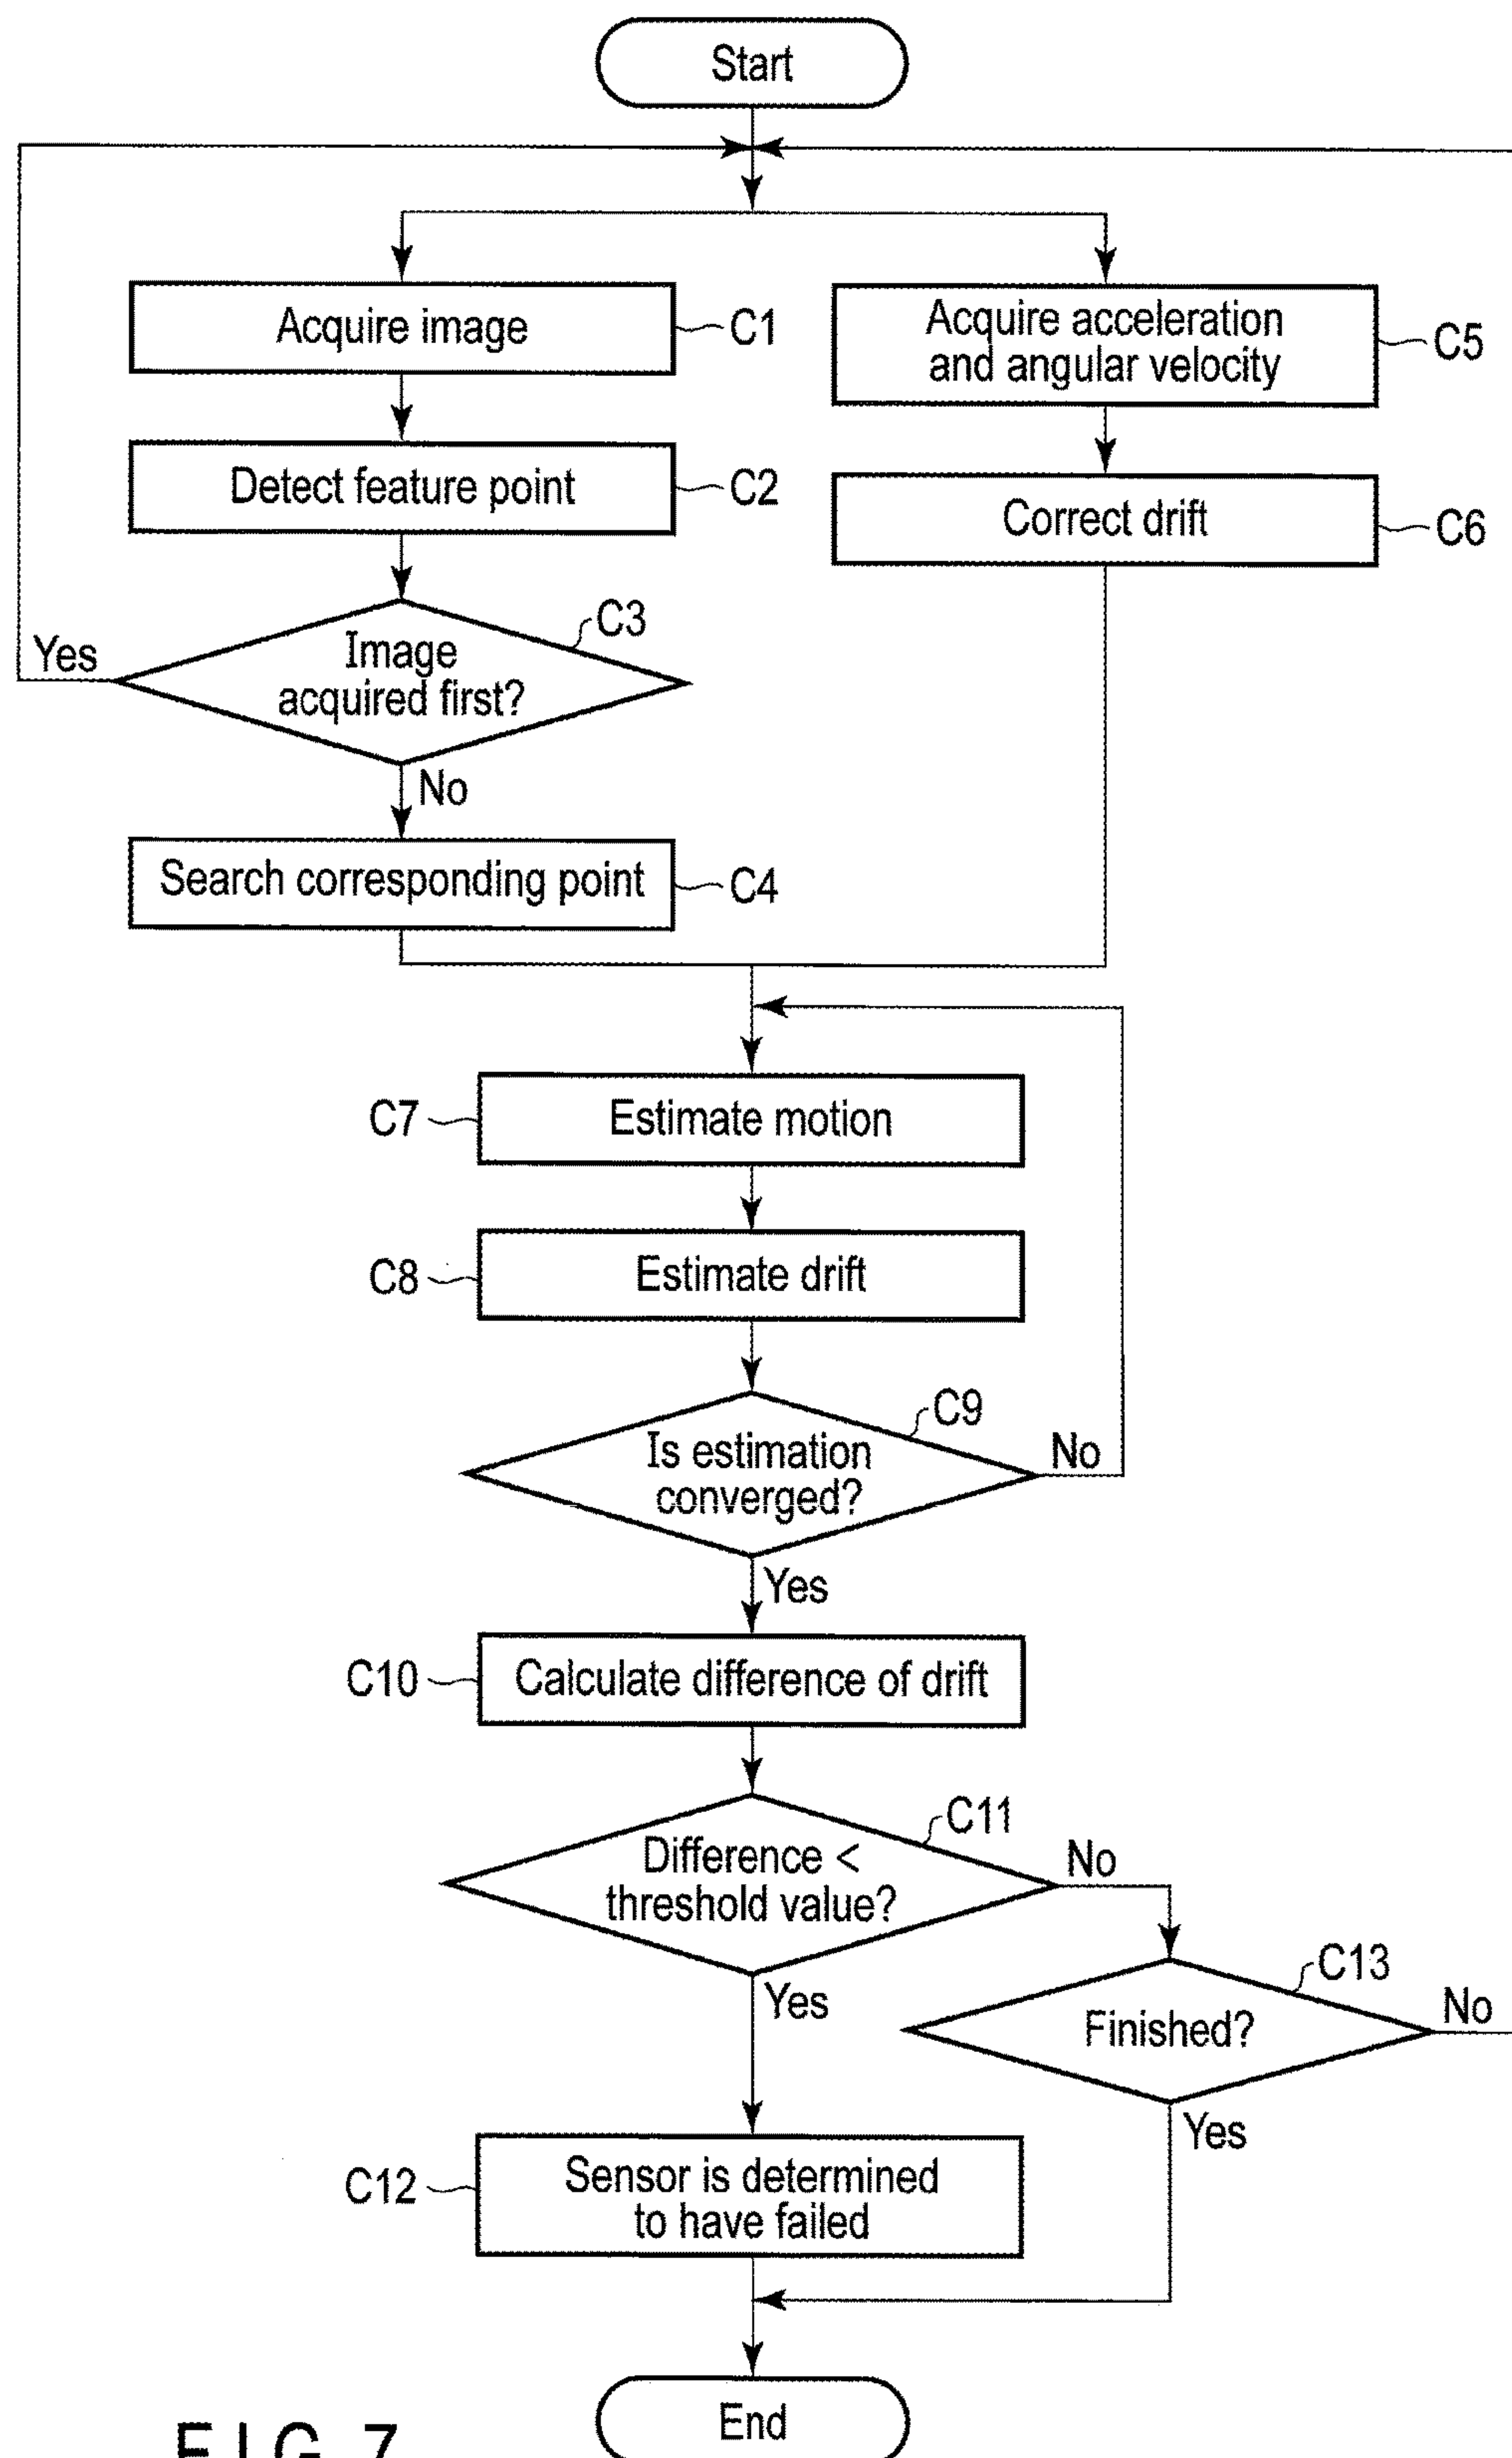 Start
Acquire image
C1
Acquire acceleration
and angular velocity
C5
Detect feature point
C2
Correct drift
C6
C3
Yes
Image
acquired first?
No
Search corresponding point
C4
C7
Estimate motion
C8
Estimate drift
C9
Is estimation
converged?
No
Yes
C10
Calculate difference of drift
C11
Difference <
threshold value?
No
Yes
C13
Finished?
No
Yes
C12
Sensor is determined
to have failed
End
FIG. 7